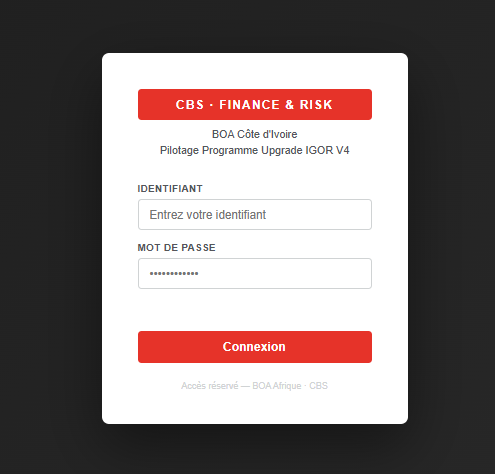 CBS · FINANCE & RISK
BOA Côte d'Ivoire
Pilotage Programme Upgrade IGOR V4
IDENTIFIANT
Entrez votre identifiant
MOT DE PASSE
••••••••••••
Connexion
Accès réservé — BOA Afrique · CBS